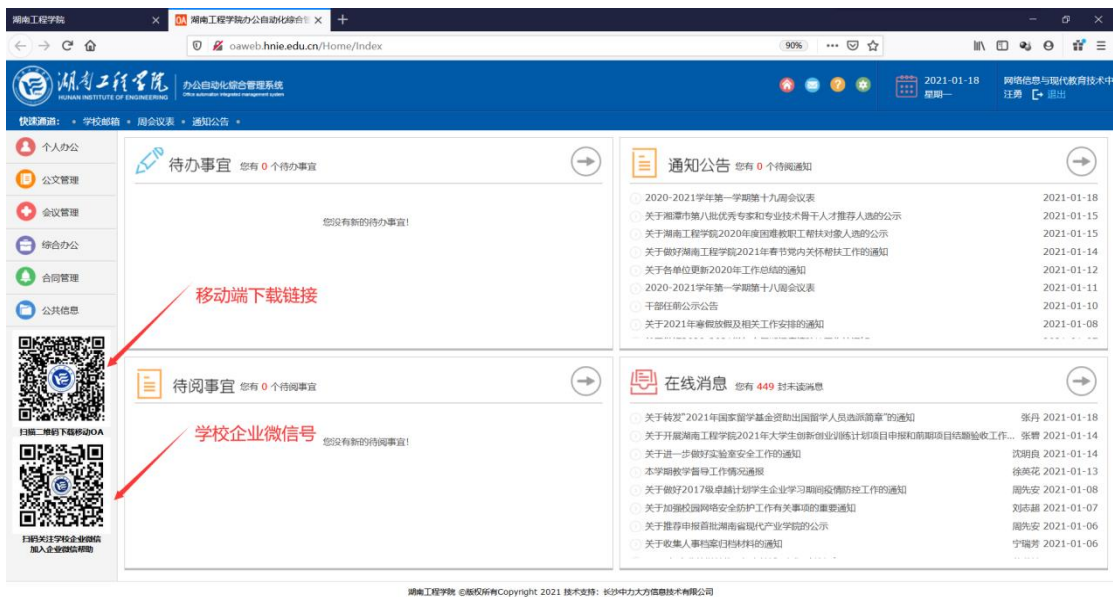 湖南工程学院
湖南工程学院办公自动化综合管
oaweb.hnie.edu.cn/Home/Index
90%
湖南工程学院
HUNAN INSTITUTE OF ENGINEERING
办公自动化综合管理系统
Office automation integrated management system
2021-01-18
星期一
网络信息与现代教育技术中
汪勇 退出
快速通道： 学校邮箱 周会议表 通知公告
个人办公
公文管理
会议管理
综合办公
合同管理
公共信息
扫描二维码下载移动OA
扫码关注学校企业微信
加入企业微信帮助
待办事宜 您有 0 个待办事宜
您没有新的待办事宜!
移动端下载链接
通知公告 您有 0 个待阅通知
2020-2021学年第一学期第十九周会议表 2021-01-18
关于湘潭市第八批优秀专家和专业技术骨干人才推荐人选的公示 2021-01-15
关于湖南工程学院2020年度困难教职工帮扶对象人选的公示 2021-01-15
关于做好湖南工程学院2021年春节党内关怀帮扶工作的通知 2021-01-14
关于各单位更新2020年工作总结的通知 2021-01-12
2020-2021学年第一学期第十八周会议表 2021-01-11
干部任前公示公告 2021-01-10
关于2021年寒假放假及相关工作安排的通知 2021-01-08
待阅事宜 您有 0 个待阅事宜
学校企业微信号
您没有新的待阅事宜!
在线消息 您有 449 封未读消息
关于转发"2021年国家留学基金资助出国留学人员选派简章"的通知 张丹 2021-01-18
关于开展湖南工程学院2021年大学生创新创业训练计划项目申报和前期项目结题验收工作... 张 2021-01-14
关于进一步做好实验室安全工作的通知 沈明良 2021-01-14
本学期教学督导工作情况通报 徐英花 2021-01-13
关于做好2017级卓越计划学生企业学习期间疫情防控工作的通知 周先安 2021-01-08
关于加强校园网络安全防护工作有关事项的重要通知 刘志超 2021-01-07
关于推荐申报首批湖南省现代产业学院的公示 周先安 2021-01-06
关于收集人事档案归档材料的通知 宁瑞芳 2021-01-06
湖南工程学院 ©版权所有Copyright 2021 技术支持：长沙中力大方信息技术有限公司